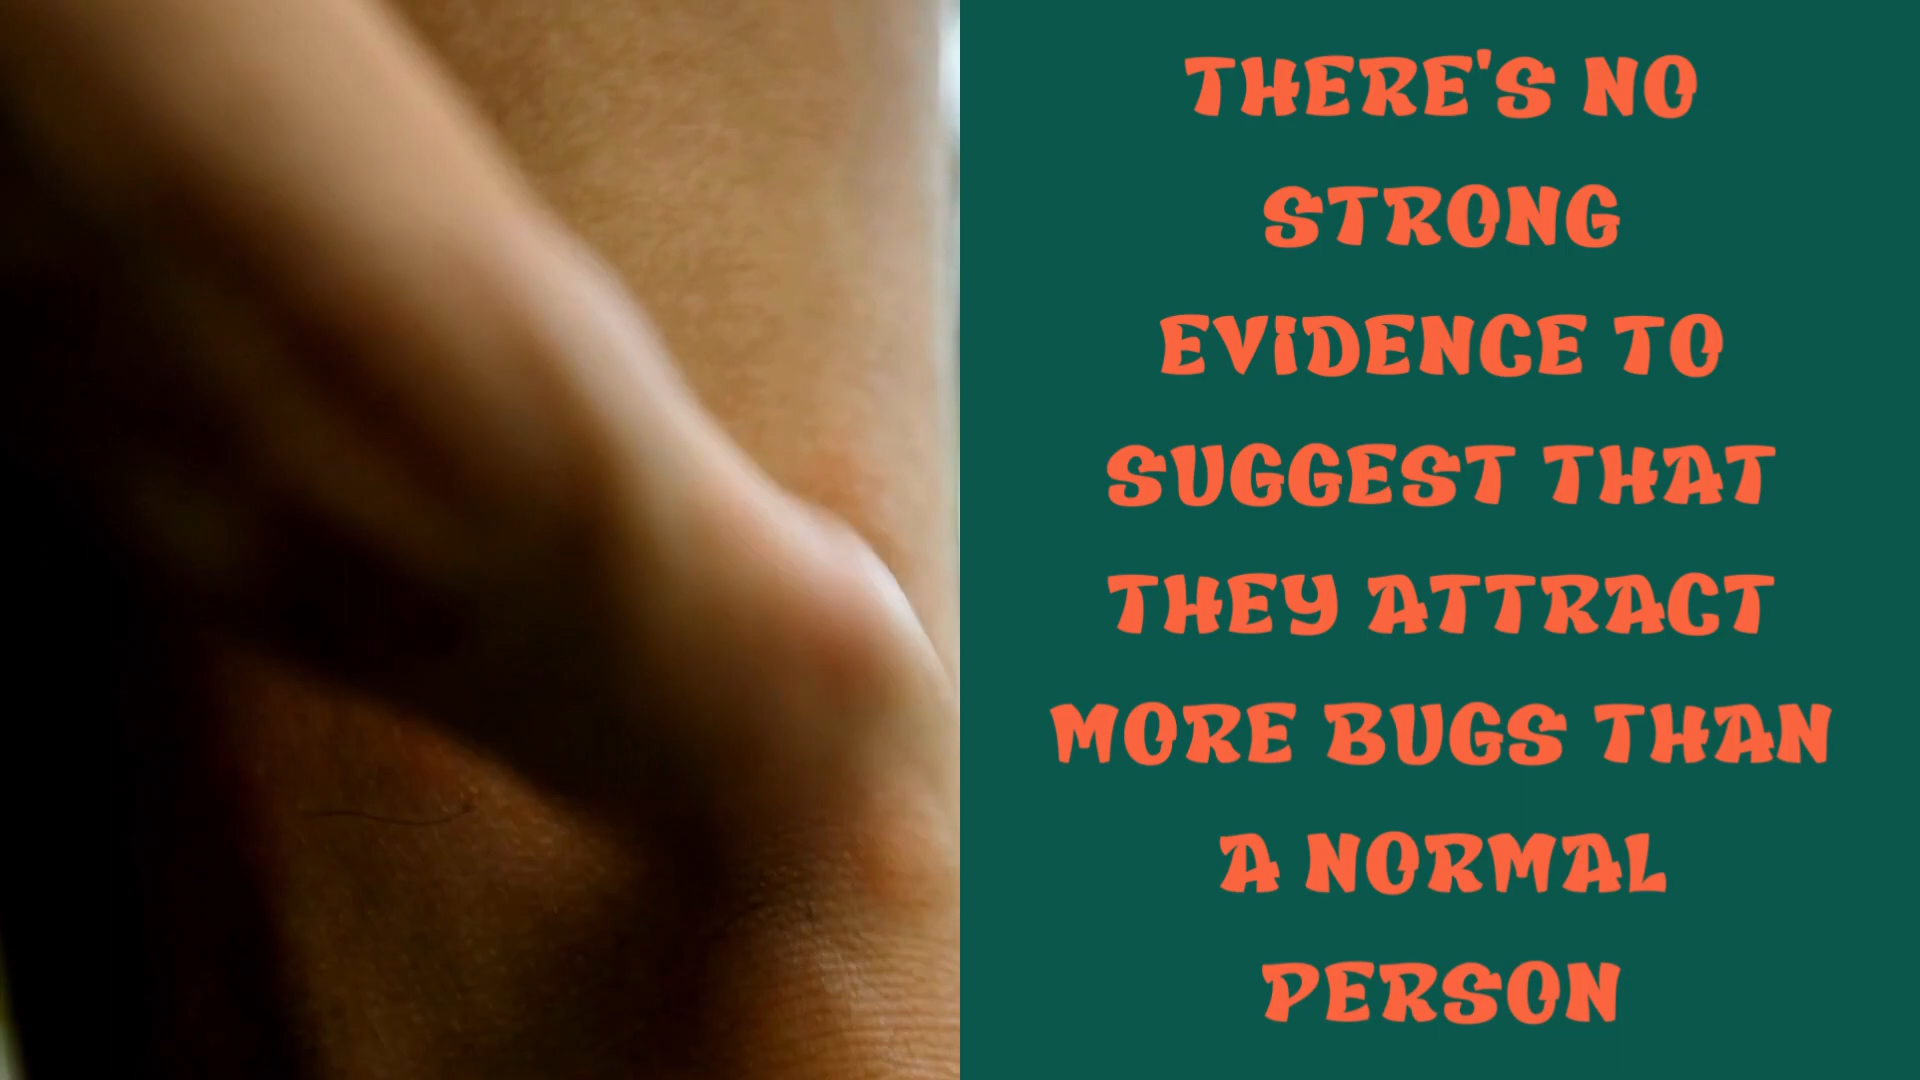 THERE'S NO
STRONG
EVIDENCE TO
SUGGEST THAT
THEY ATTRACT
MORE BUGS THAN
A NORMAL
PERSON